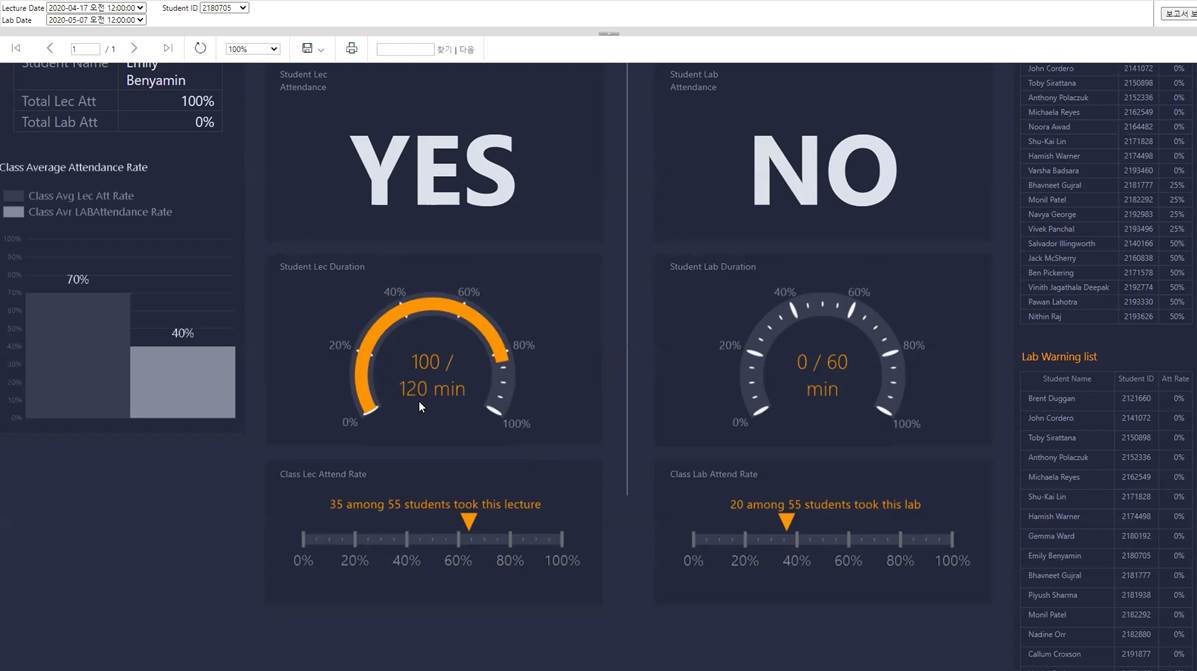 Lecture Date 2020-04-17 오전 12:00:00 Student ID 2180705
Lab Date 2020-05-07 오전 12:00:00
보고서 보
1 / 1 100% 찾기 | 다음
Student Name Emily
Benyamin
Total Lec Att 100%
Total Lab Att 0%
Class Average Attendance Rate
Class Avg Lec Att Rate
Class Avr LABAttendance Rate
100%
90%
80%
70%
60%
50%
40%
30%
20%
10%
0%
70%
40%
Student Lec
Attendance
YES
Student Lec Duration
0%
20%
40%
60%
80%
100%
100 /
120 min
Class Lec Attend Rate
35 among 55 students took this lecture
0% 20% 40% 60% 80% 100%
Student Lab
Attendance
NO
Student Lab Duration
0%
20%
40%
60%
80%
100%
0 / 60
min
Class Lab Attend Rate
20 among 55 students took this lab
0% 20% 40% 60% 80% 100%
John Cordero 2141072 0%
Toby Sirattana 2150898 0%
Anthony Polaczuk 2152336 0%
Michaela Reyes 2162549 0%
Noora Awad 2164482 0%
Shu-Kai Lin 2171828 0%
Hamish Warner 2174498 0%
Varsha Badsara 2193460 0%
Bhavneet Gujral 2181777 25%
Monil Patel 2182292 25%
Navya George 2192983 25%
Vivek Panchal 2193496 25%
Salvador Illingworth 2140166 50%
Jack McSherry 2160838 50%
Ben Pickering 2171578 50%
Vinith Jagathala Deepak 2192774 50%
Pawan Lahotra 2193330 50%
Nithin Raj 2193626 50%
Lab Warning list
Student Name Student ID Att Rate
Brent Duggan 2121660 0%
John Cordero 2141072 0%
Toby Sirattana 2150898 0%
Anthony Polaczuk 2152336 0%
Michaela Reyes 2162549 0%
Shu-Kai Lin 2171828 0%
Hamish Warner 2174498 0%
Gemma Ward 2180192 0%
Emily Benyamin 2180705 0%
Bhavneet Gujral 2181777 0%
Piyush Sharma 2181938 0%
Monil Patel 2182292 0%
Nadine Orr 2182880 0%
Callum Croxson 2191877 0%